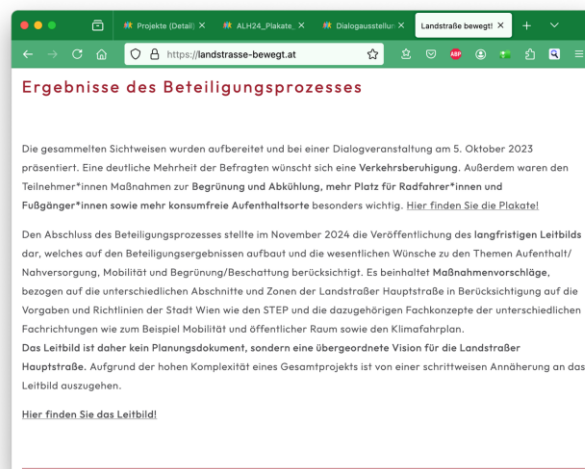 Projekte (Detail)
ALH24_Plakate_
Dialogausstellun
Landstraße bewegt!
https://landstrasse-bewegt.at
ABP
Ergebnisse des Beteiligungsprozesses
Die gesammelten Sichtweisen wurden aufbereitet und bei einer Dialogveranstaltung am 5. Oktober 2023
präsentiert. Eine deutliche Mehrheit der Befragten wünscht sich eine Verkehrsberuhigung. Außerdem waren den
Teilnehmer*innen Maßnahmen zur Begrünung und Abkühlung, mehr Platz für Radfahrer*innen und
Fußgänger*innen sowie mehr konsumfreie Aufenthaltsorte besonders wichtig. Hier finden Sie die Plakate!
Den Abschluss des Beteiligungsprozesses stellte im November 2024 die Veröffentlichung des langfristigen Leitbilds
dar, welches auf den Beteiligungsergebnissen aufbaut und die wesentlichen Wünsche zu den Themen Aufenthalt/
Nahversorgung, Mobilität und Begrünung/Beschattung berücksichtigt. Es beinhaltet Maßnahmenvorschläge,
bezogen auf die unterschiedlichen Abschnitte und Zonen der Landstraßer Hauptstraße in Berücksichtigung auf die
Vorgaben und Richtlinien der Stadt Wien wie den STEP und die dazugehörigen Fachkonzepte der unterschiedlichen
Fachrichtungen wie zum Beispiel Mobilität und öffentlicher Raum sowie den Klimafahrplan.
Das Leitbild ist daher kein Planungsdokument, sondern eine übergeordnete Vision für die Landstraßer
Hauptstraße. Aufgrund der hohen Komplexität eines Gesamtprojekts ist von einer schrittweisen Annäherung an das
Leitbild auszugehen.
Hier finden Sie das Leitbild!